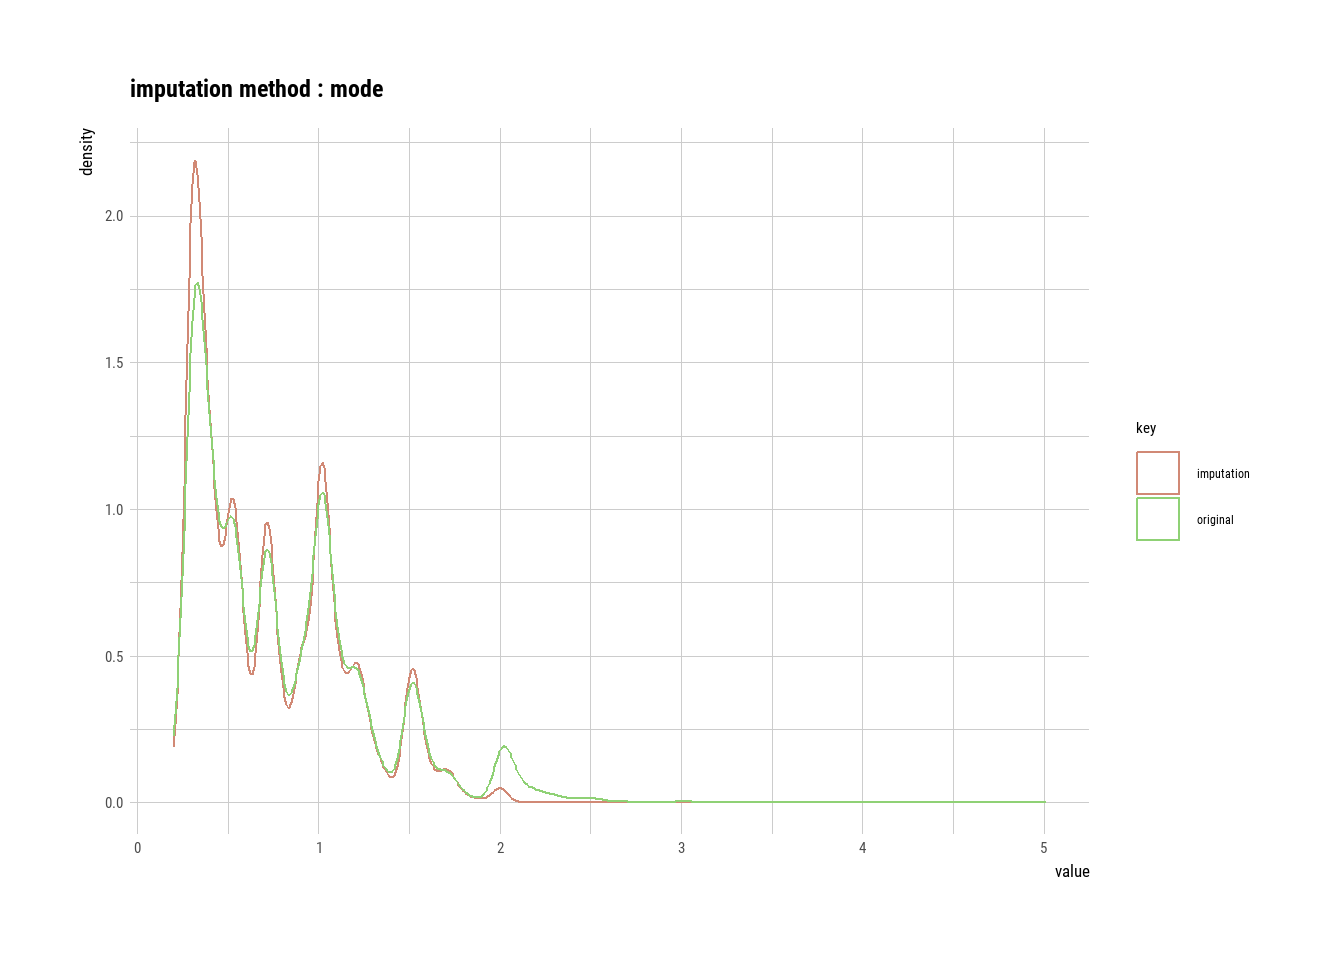 imputation method : mode
density
2.0
1.5
1.0
0.5
0.0
0 1 2 3 4 5
value
key
imputation
original